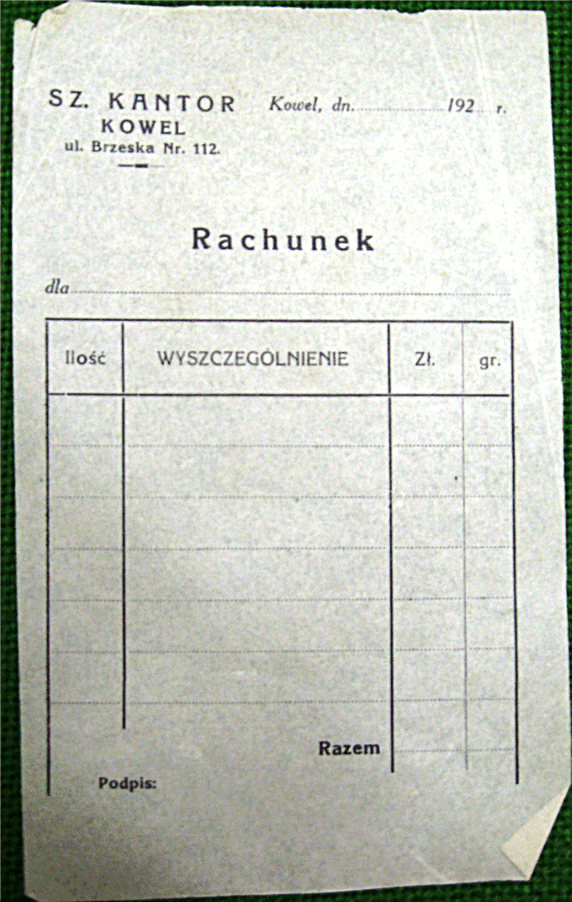 SZ. KANTOR
KOWEL
ul. Brzeska Nr. 112.
Kowel, dn. 192 r.
Rachunek
dla
Ilość WYSZCZEGÓLNIENIE Zł. gr.
Razem
Podpis: